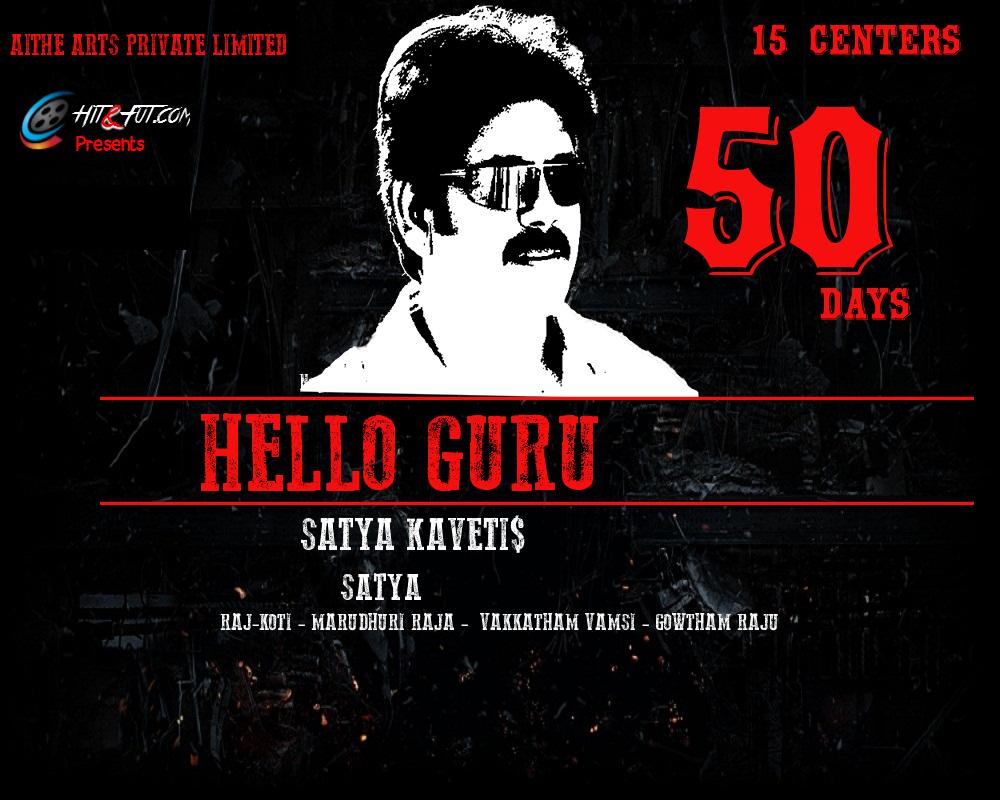 AITHE ARTS PRIVATE LIMITED
15 CENTERS
HIT&FUT.COM
Presents
50
DAYS
HELLO GURU
SATYA KAVETI$
SATYA
RAJ-KOTI - MARUDHURI RAJA - VAKKATHAM VAMSI - GOWTHAM RAJU